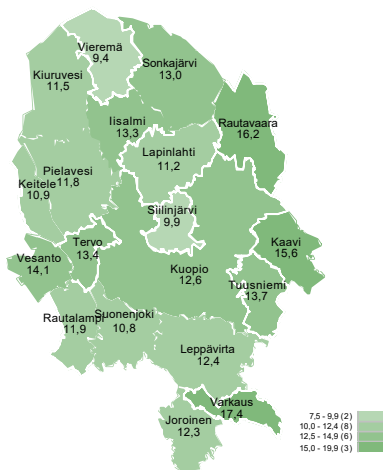 Vieremä
9,4
Sonkajärvi
13,0
Kiuruvesi
11,5
Iisalmi
13,3
Rautavaara
16,2
Lapinlahti
11,2
Pielavesi
11,8
Keitele
10,9
Siilinjärvi
9,9
Tervo
13,4
Kaavi
15,6
Vesanto
14,1
Kuopio
12,6
Tuusniemi
13,7
Rautalampi
11,9
Suonenjoki
10,8
Leppävirta
12,4
Varkaus
17,4
Joroinen
12,3
7,5 - 9,9 (2)
10,0 - 12,4 (8)
12,5 - 14,9 (6)
15,0 - 19,9 (3)